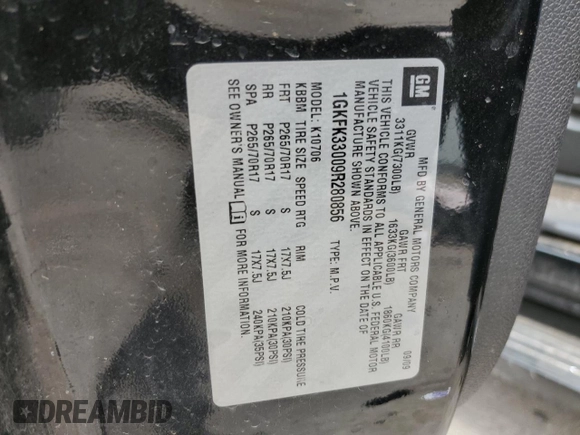 GM
MFD BY GENERAL MOTORS COMPANY
09/09
GVWR GAWR FRT GAWR RR
3311KG(7300LB) 1633KG(3600LB) 1860KG(4100LB)
THIS VEHICLE CONFORMS TO ALL APPLICABLE U.S. FEDERAL MOTOR
VEHICLE SAFETY STANDARDS IN EFFECT ON THE DATE OF
MANUFACTURE SHOWN ABOVE.
1GKFK33009R280856 TYPE: M.P.V.
MODEL: K10706
KBBM TIRE SIZE SPEED RTG RIM COLD TIRE PRESSURE
FRT P265/70R17 S 17X7.5J 210KPA(30PSI)
RR P265/70R17 S 17X7.5J 210KPA(30PSI)
SPA P265/70R17 S 17X7.5J 240KPA(35PSI)
SEE OWNER'S MANUAL FOR MORE INFORMATION.
DREAMBID